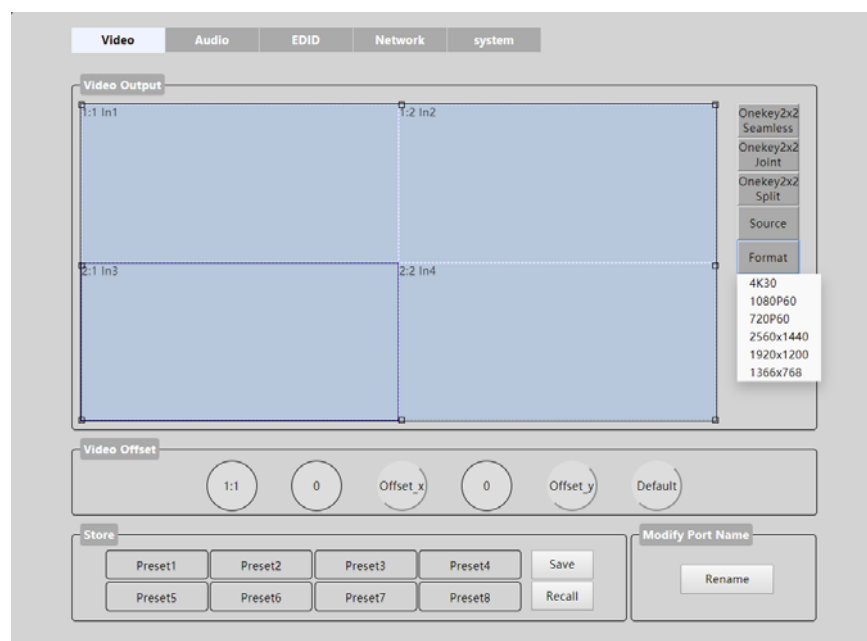 Video Audio EDID Network system
Video Output
1:1 In1 1:2 In2
Onekey2x2
Seamless
Onekey2x2
Joint
Onekey2x2
Split
Source
Format
2:1 In3 2:2 In4
4K30
1080P60
720P60
2560x1440
1920x1200
1366x768
Video Offset
1:1 0 Offset_x 0 Offset_y Default
Store
Preset1 Preset2 Preset3 Preset4 Save
Preset5 Preset6 Preset7 Preset8 Recall
Modify Port Name
Rename